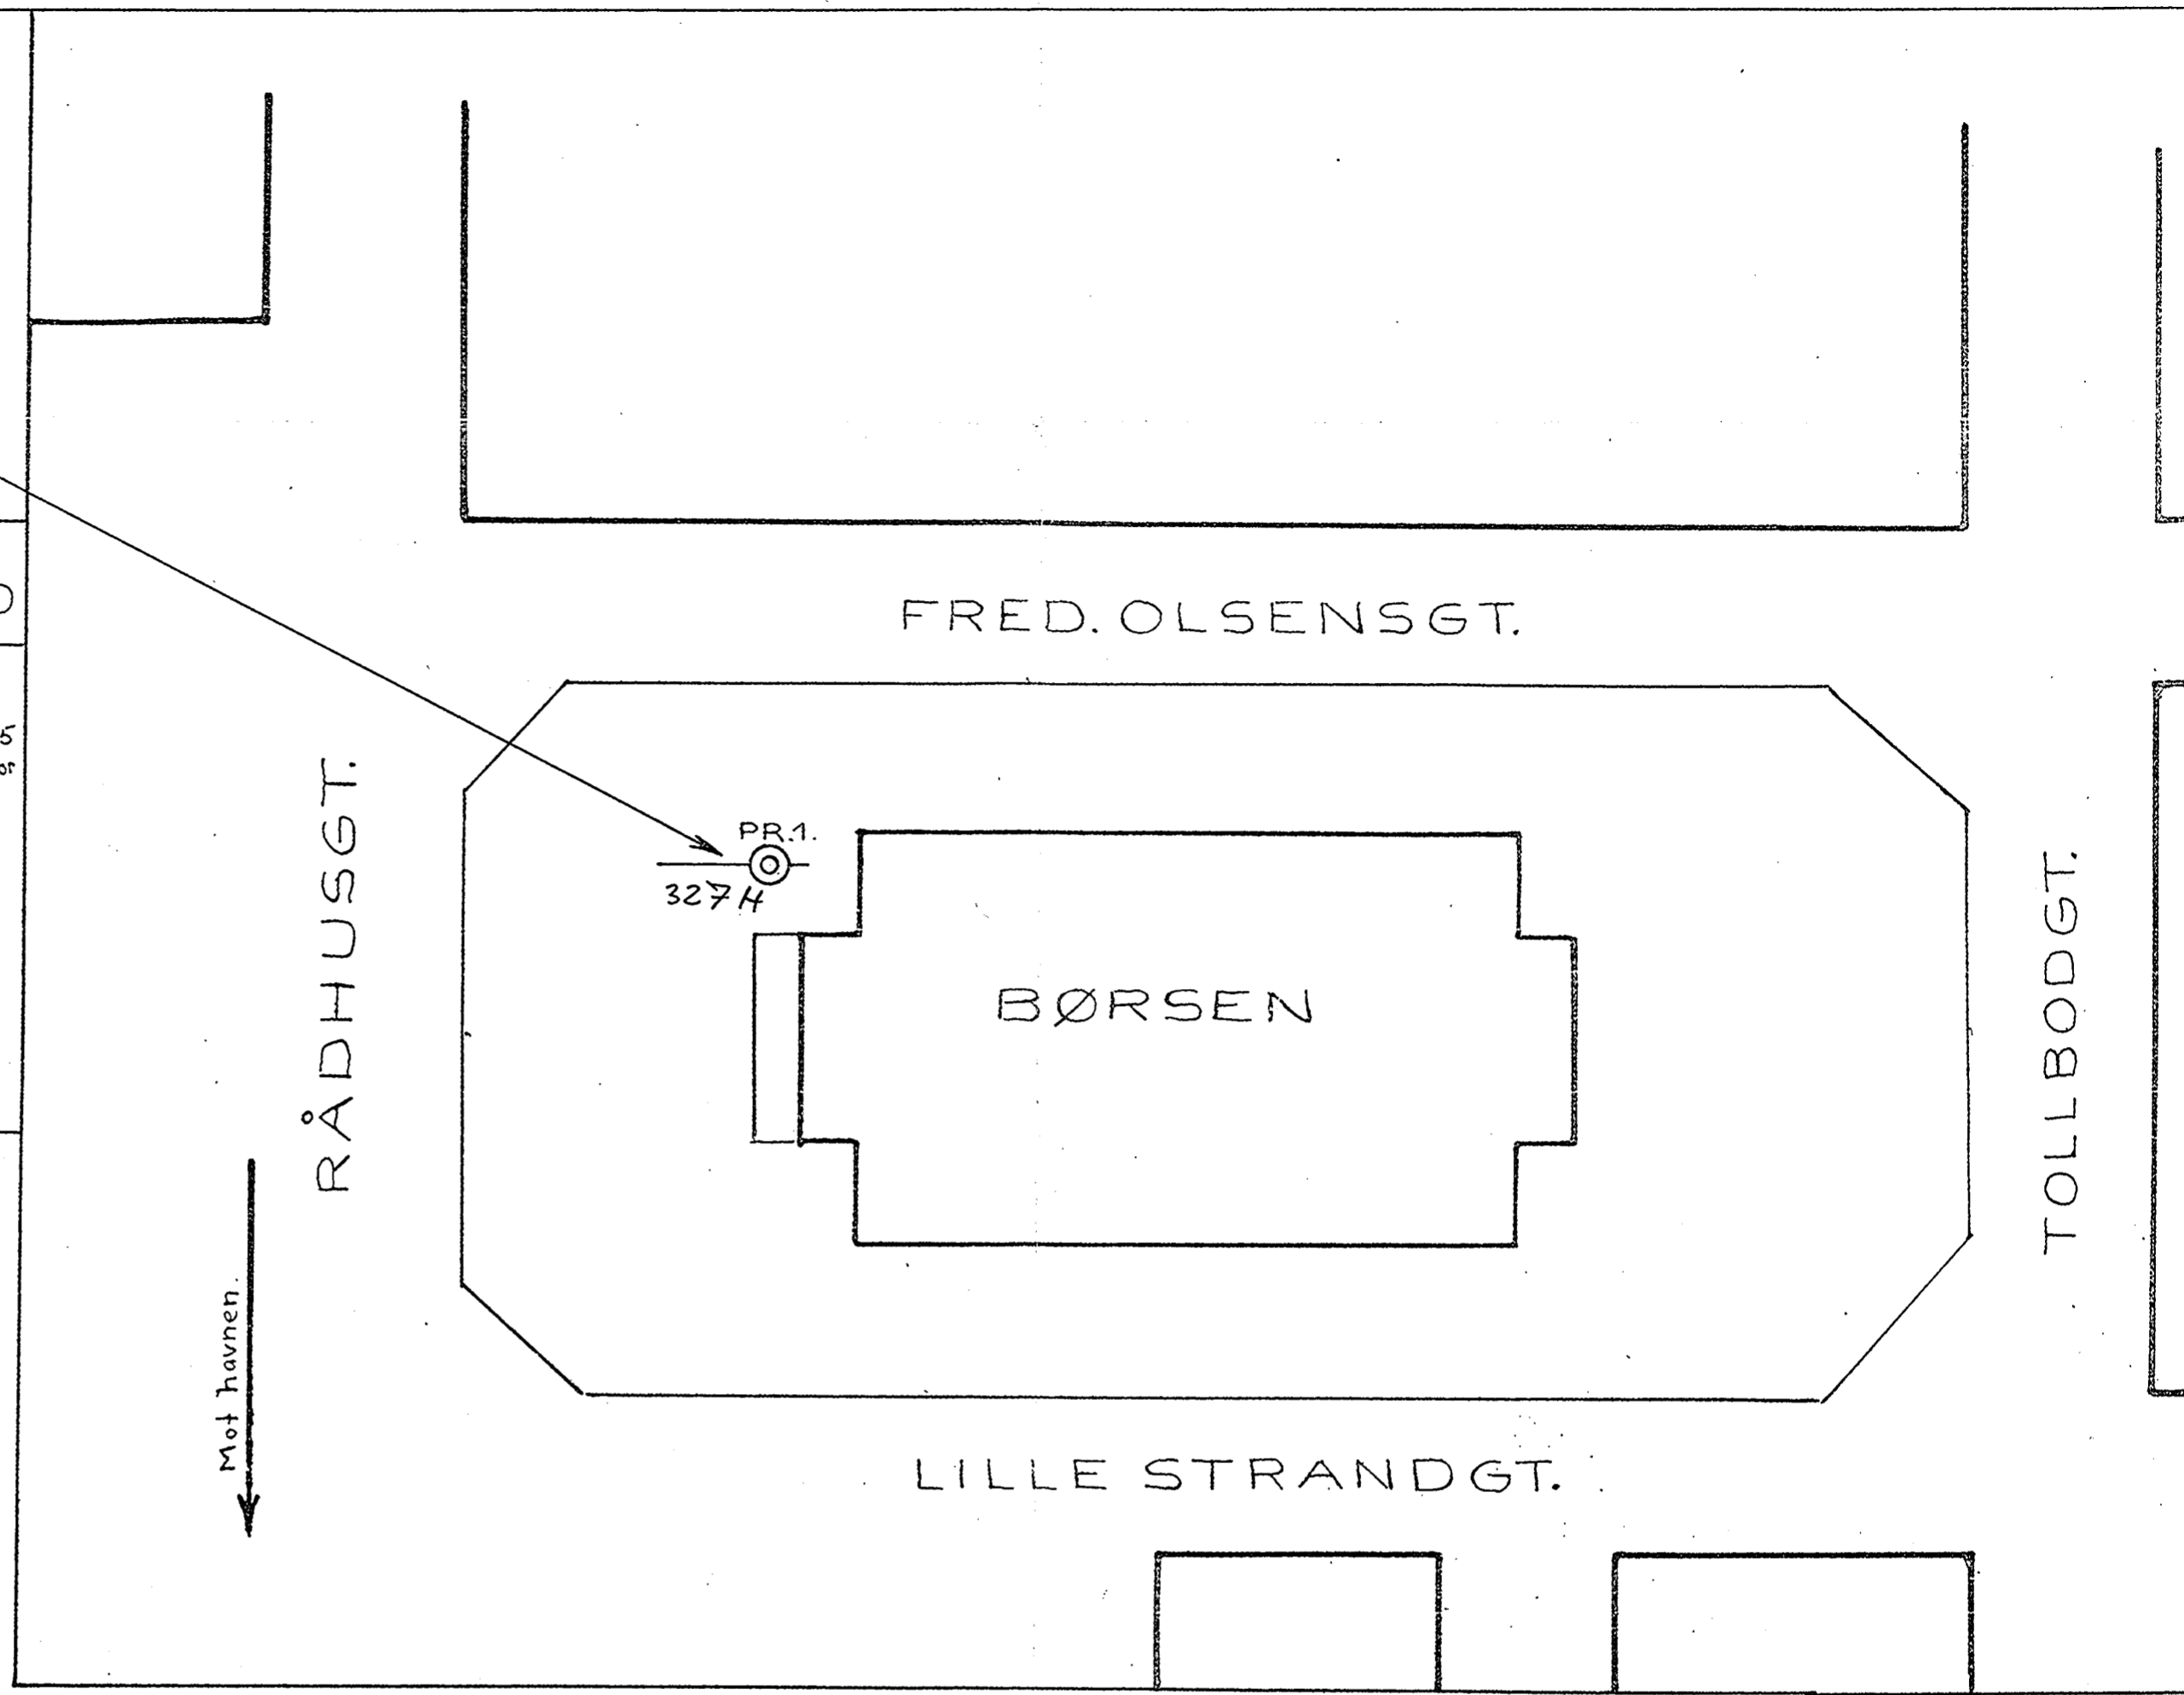 FRED. OLSENSGT.
RÅDHUSGT.
PR.1.
327H
BØRSEN
TOLLBODGT.
Mot havnen.
LILLE STRANDGT.